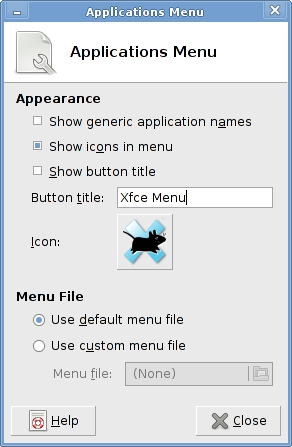 Applications Menu
Applications Menu
Appearance
Show generic application names
Show icons in menu
Show button title
Button title: Xfce Menu
Icon:
Menu File
Use default menu file
Use custom menu file
Menu file: (None)
Help Close